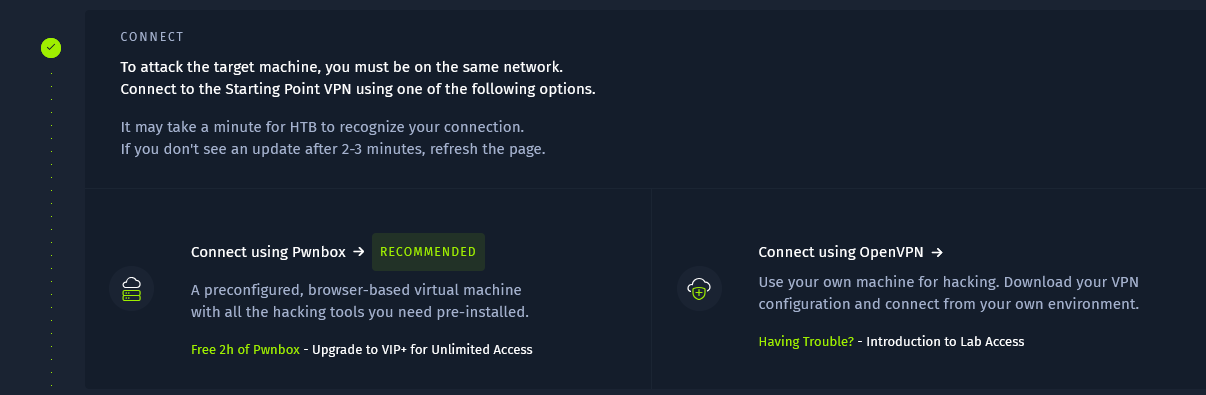 CONNECT
To attack the target machine, you must be on the same network.
Connect to the Starting Point VPN using one of the following options.
It may take a minute for HTB to recognize your connection.
If you don't see an update after 2-3 minutes, refresh the page.
Connect using Pwnbox → RECOMMENDED
A preconfigured, browser-based virtual machine
with all the hacking tools you need pre-installed.
Free 2h of Pwnbox - Upgrade to VIP+ for Unlimited Access
Connect using OpenVPN →
Use your own machine for hacking. Download your VPN
configuration and connect from your own environment.
Having Trouble? - Introduction to Lab Access